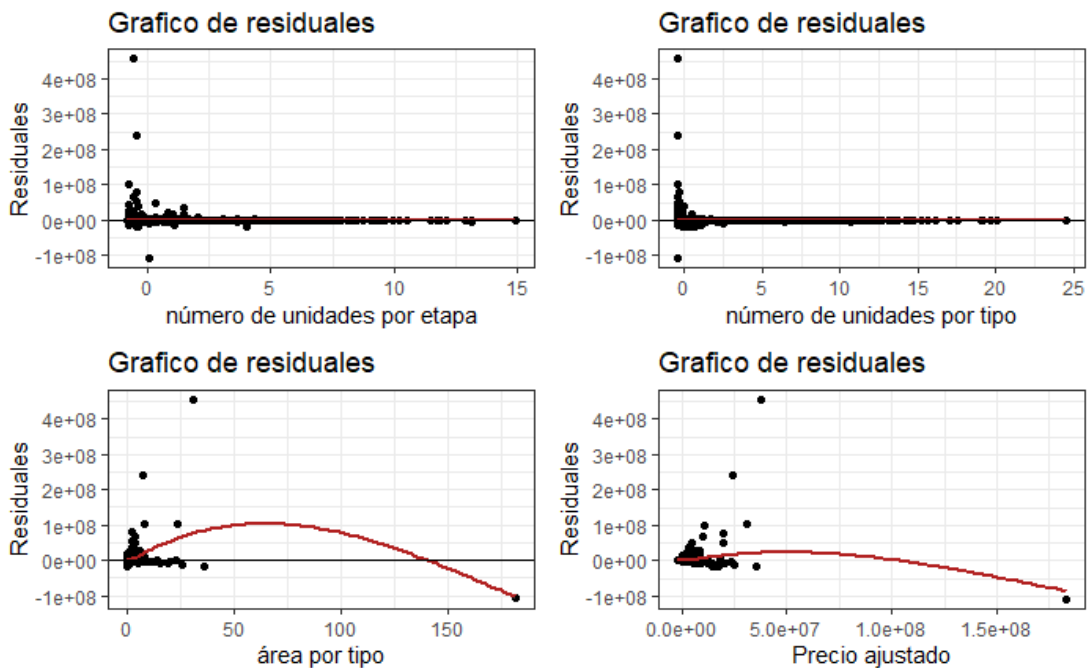 Grafico de residuales
Residuales
4e+08
3e+08
2e+08
1e+08
0e+00
-1e+08
0
5
10
15
número de unidades por etapa
Grafico de residuales
Residuales
4e+08
3e+08
2e+08
1e+08
0e+00
-1e+08
0
5
10
15
20
25
número de unidades por tipo
Grafico de residuales
Residuales
4e+08
3e+08
2e+08
1e+08
0e+00
-1e+08
0
50
100
150
área por tipo
Grafico de residuales
Residuales
4e+08
3e+08
2e+08
1e+08
0e+00
-1e+08
0.0e+00
5.0e+07
1.0e+08
1.5e+08
Precio ajustado